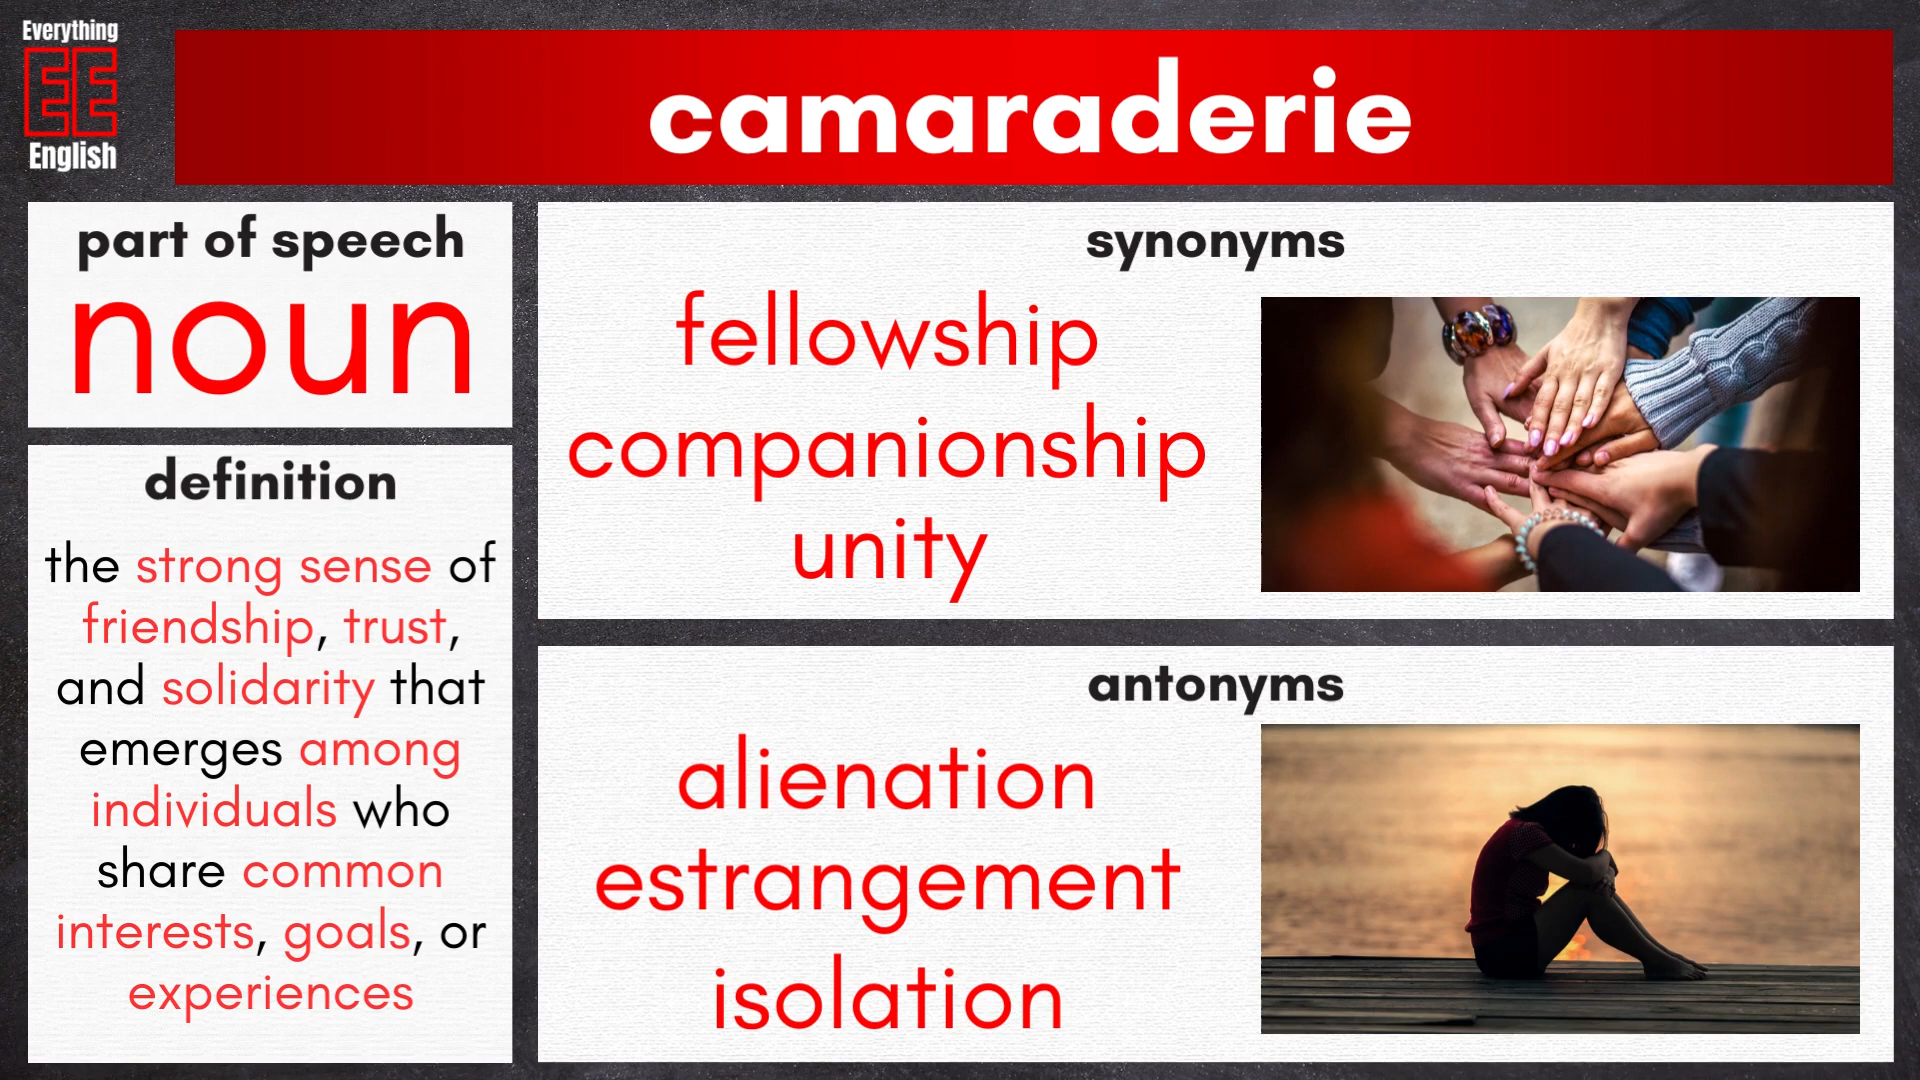 Everything
EE
English
camaraderie
part of speech
noun
definition
the strong sense of
friendship, trust,
and solidarity that
emerges among
individuals who
share common
interests, goals, or
experiences
synonyms
fellowship
companionship
unity
antonyms
alienation
estrangement
isolation